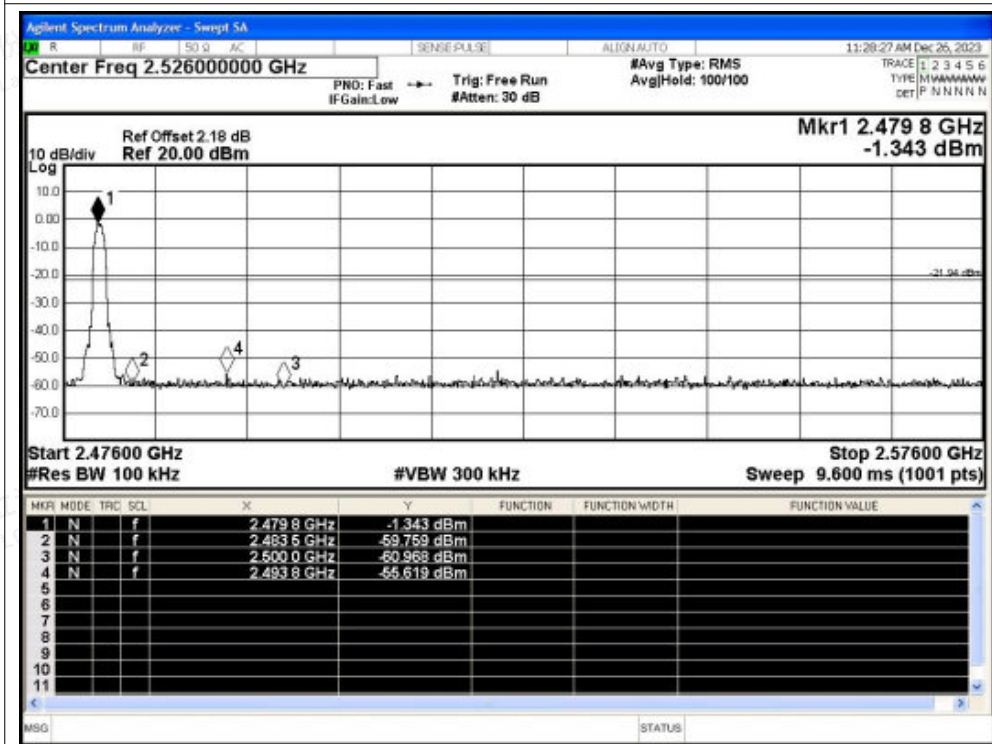 Agilent Spectrum Analyzer - Swept SA
R RF 50 Ω AC SENSE:PULSE ALIGN AUTO 11:28:27 AM Dec 26, 2023
Center Freq 2.526000000 GHz #Avg Type: RMS TRACE 1 2 3 4 5 6
PNO: Fast Trig: Free Run Avg|Hold: 100/100 TYPE M
IFGain:Low #Atten: 30 dB DET P N N N N N
Mkr1 2.479 8 GHz
Ref Offset 2.18 dB
10 dB/div Ref 20.00 dBm -1.343 dBm
Log
10.0
1
0.00
-10.0
-20.0 -21.94 dBm
-30.0
-40.0
-50.0 2 4 3
-60.0
-70.0
Start 2.47600 GHz Stop 2.57600 GHz
#Res BW 100 kHz #VBW 300 kHz Sweep 9.600 ms (1001 pts)
MKR MODE TRC SCL X Y FUNCTION FUNCTION WIDTH FUNCTION VALUE
1 N f 2.479 8 GHz -1.343 dBm
2 N f 2.483 5 GHz -59.759 dBm
3 N f 2.500 0 GHz -60.968 dBm
4 N f 2.493 8 GHz -55.619 dBm
5
6
7
8
9
10
11
MSG STATUS